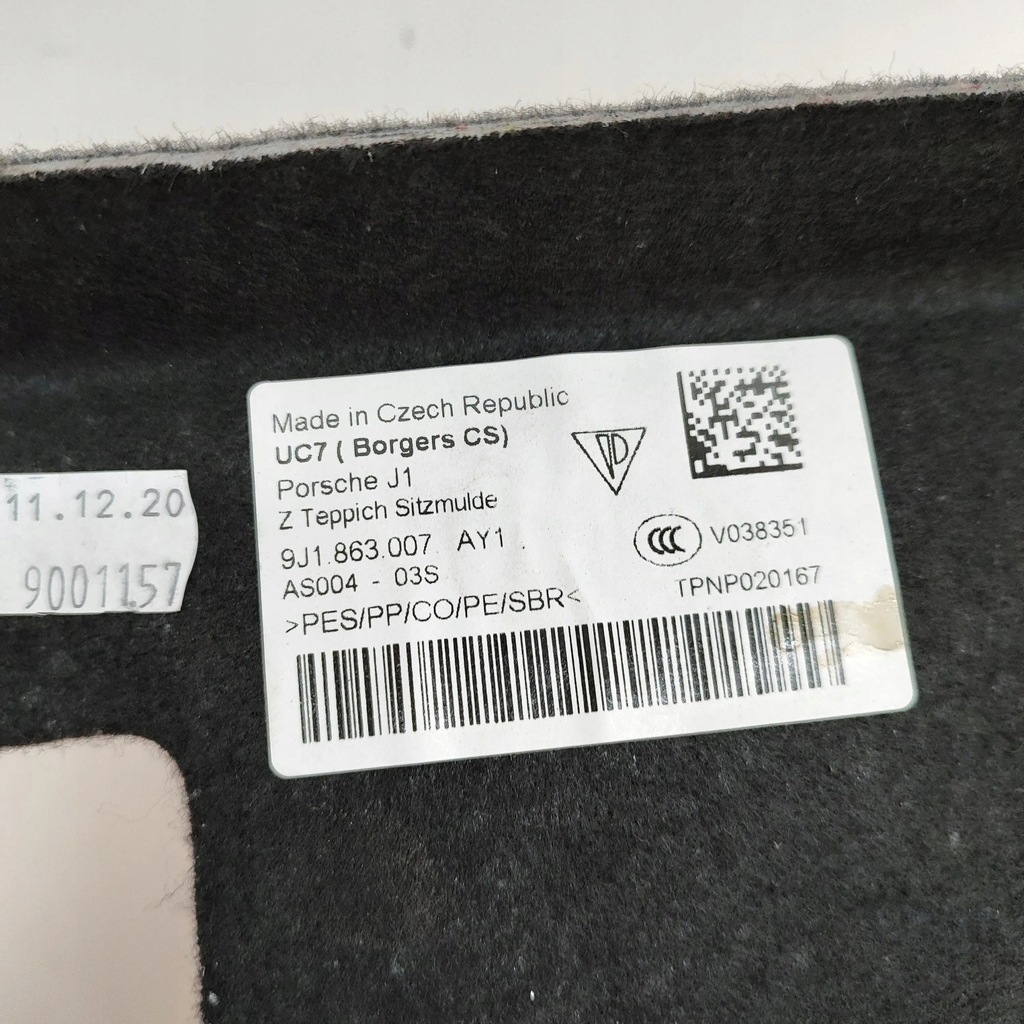 Made in Czech Republic
UC7 ( Borgers CS)
Porsche J1
Z Teppich Sitzmulde
9J1.863.007 AY1 .
AS004 - 03S
>PES/PP/CO/PE/SBR<
V038351
TPNP020167
11.12.20
9001157